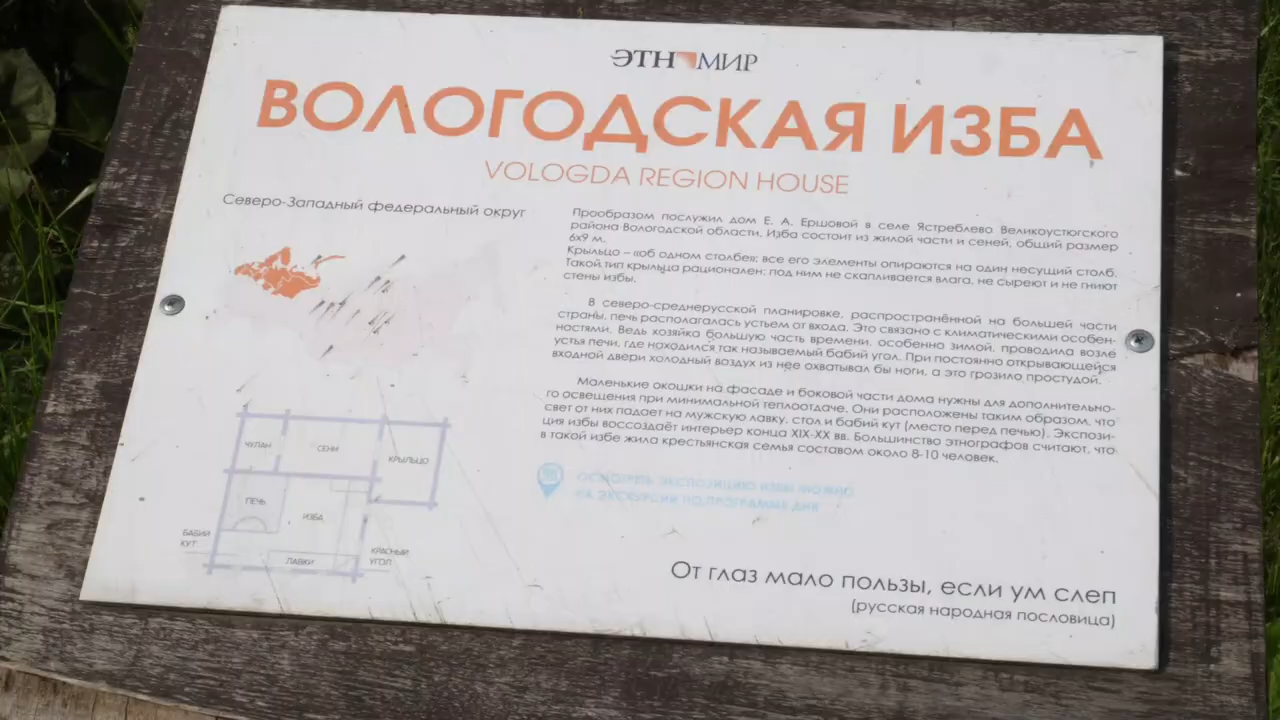 ЭТНОМИР
ВОЛОГОДСКАЯ ИЗБА
VOLOGDA REGION HOUSE
Северо-Западный федеральный округ
Прообразом послужил дом Е. А. Ершовой в селе Ястреблево Великоустюгского
района Вологодской области. Изба состоит из жилой части и сеней, общий размер
6х9 м.
Крыльцо – «об одном столбе»: все его элементы опираются на один несущий столб.
Такой тип крыльца рационален: под ним не скапливается влага, не сыреют и не гниют
стены избы.
В северо-среднерусской планировке, распространённой на большей части
страны, печь располагалась устьем от входа. Это связано с климатическими особен-
ностями. Ведь хозяйка большую часть времени, особенно зимой, проводила возле
устья печи, где находился так называемый бабий угол. При постоянно открывающейся
входной двери холодный воздух из нее охватывал бы ноги, а это грозило простудой.
Маленькие окошки на фасаде и боковой части дома нужны для дополнительно-
го освещения при минимальной теплоотдаче. Они расположены таким образом, что
свет от них падает на мужскую лавку, стол и бабий кут (место перед печью). Экспози-
ция избы воссоздаёт интерьер конца XIX-XX вв. Большинство этнографов считают, что
в такой избе жила крестьянская семья составом около 8-10 человек.
ОСМОТРЕТЬ ЭКСПОЗИЦИЮ ИЗБЫ МОЖНО
НА ЭКСКУРСИИ ПО ПРОГРАММЕ ДНЯ
ЧУЛАН
СЕНИ
КРЫЛЬЦО
ПЕЧЬ
ИЗБА
БАБИЙ
КУТ
ЛАВКИ
КРАСНЫЙ
УГОЛ
От глаз мало пользы, если ум слеп
(русская народная пословица)